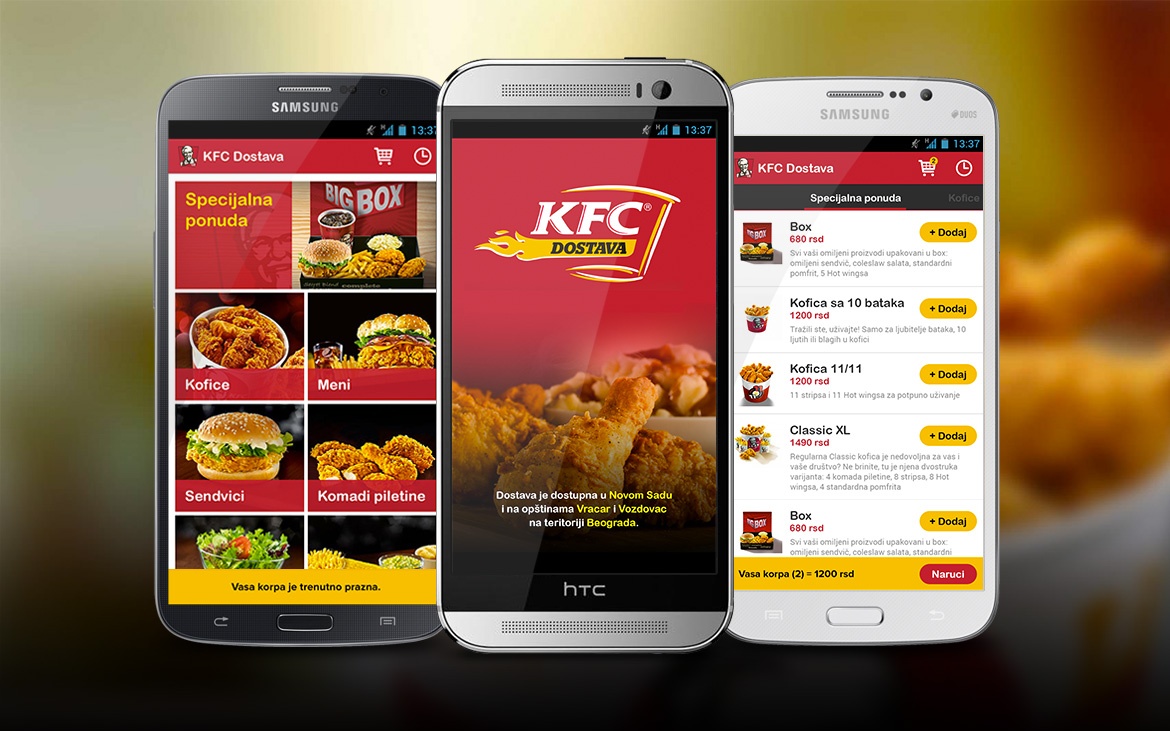 SAMSUNG
13:37
KFC Dostava
Specijalna
ponuda
BIG BOX
Kofice
Meni
Sendvici
Komadi piletine
Vasa korpa je trenutno prazna.
H
13:37
KFC®
DOSTAVA
Dostava je dostupna u Novom Sadu
i na opštinama Vracar i Vozdovac
na teritoriji Beograda.
hTC
SAMSUNG
DUOS
H
13:37
KFC Dostava
2
Specijalna ponuda
Kofice
Box
680 rsd
+ Dodaj
Svi vaši omiljeni proizvodi upakovani u box:
omiljeni sendvič, coleslaw salata, standardni
pomfrit, 5 Hot wingsa
Kofica sa 10 bataka
1200 rsd
+ Dodaj
Tražili ste, uživajte! Samo za ljubitelje bataka, 10
ljutih ili blagih u kofici
Kofica 11/11
1200 rsd
+ Dodaj
11 stripsa i 11 Hot wingsa za potpuno uživanje
Classic XL
1490 rsd
+ Dodaj
Regularna Classic kofica je nedovoljna za vas i
vaše društvo? Ne brinite, tu je njena dvostruka
varijanta: 4 komada piletine, 8 stripsa, 8 Hot
wingsa, 4 standardna pomfrita
Box
680 rsd
+ Dodaj
Svi vaši omiljeni proizvodi upakovani u box:
omiljeni sendvič, coleslaw salata, standardni
Vasa korpa (2) = 1200 rsd
Naruci